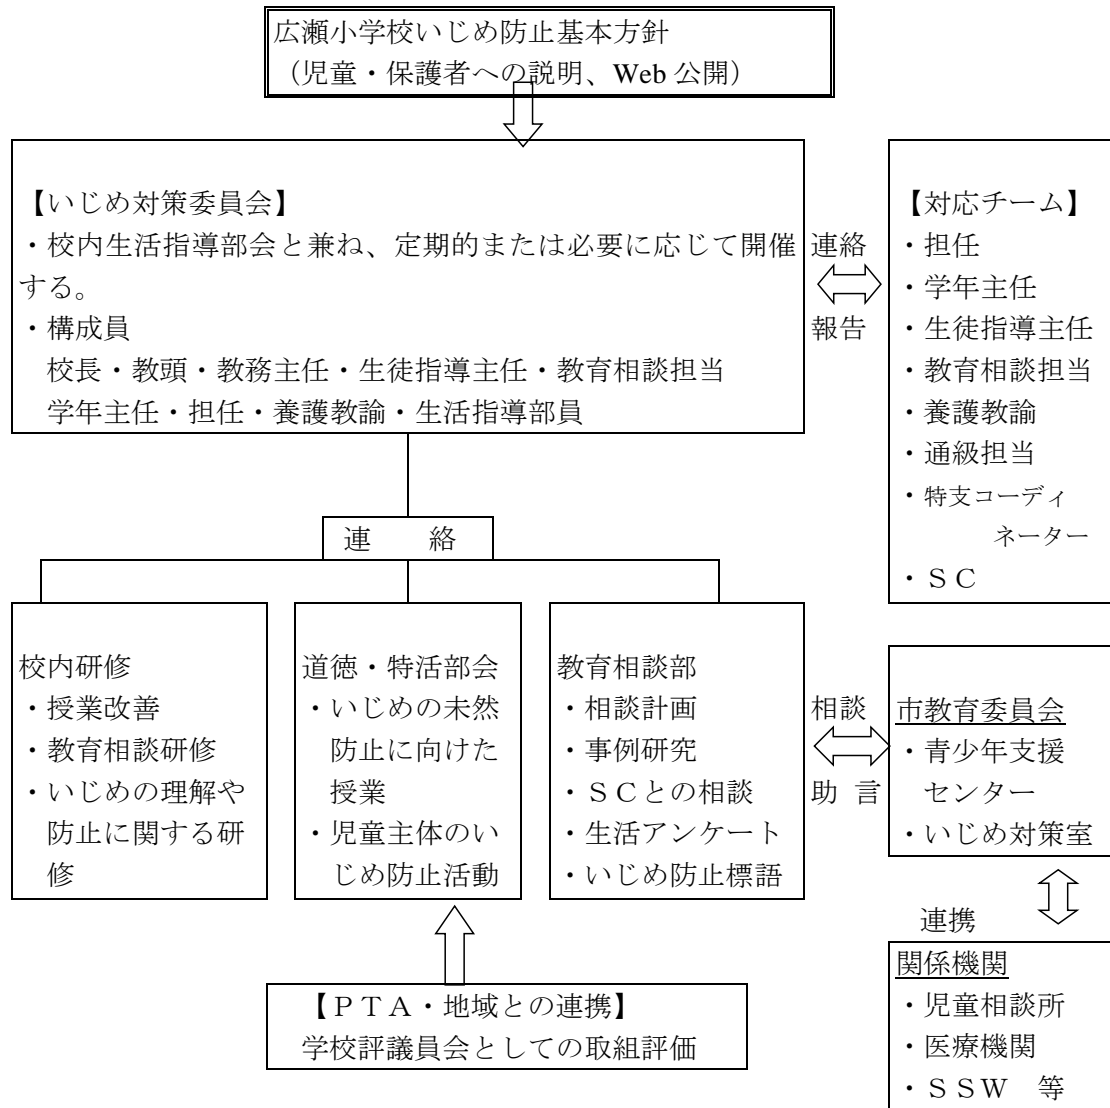 広瀬小学校いじめ防止基本方針
（児童・保護者への説明、Web 公開）
【いじめ対策委員会】
・校内生活指導部会と兼ね、定期的または必要に応じて開催
する。
・構成員
校長・教頭・教務主任・生徒指導主任・教育相談担当
学年主任・担任・養護教諭・生活指導部員
連絡
報告
【対応チーム】
・担任
・学年主任
・生徒指導主任
・教育相談担当
・養護教諭
・通級担当
・特支コーディ
ネーター
・ＳＣ
連　絡
校内研修
・授業改善
・教育相談研修
・いじめの理解や
防止に関する研
修
道徳・特活部会
・いじめの未然
防止に向けた
授業
・児童主体のい
じめ防止活動
教育相談部
・相談計画
・事例研究
・ＳＣとの相談
・生活アンケート
・いじめ防止標語
相談
助 言
市教育委員会
・青少年支援
センター
・いじめ対策室
連携
関係機関
・児童相談所
・医療機関
・ＳＳＷ　等
【ＰＴＡ・地域との連携】
学校評議員会としての取組評価